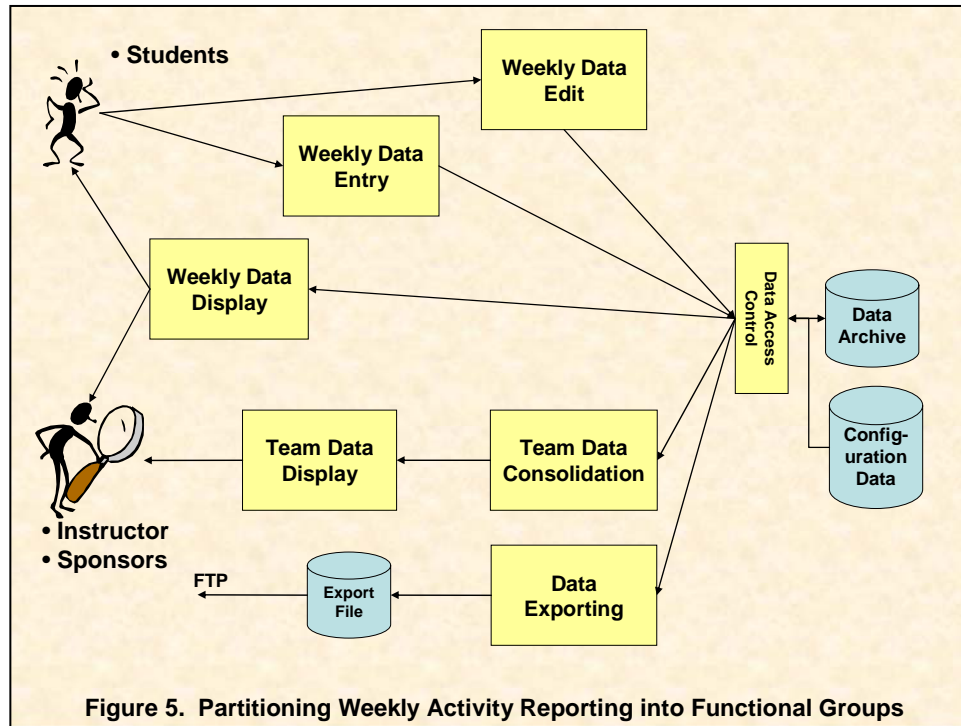 • Students
Weekly Data
Edit
Weekly Data
Entry
Weekly Data
Display
Data Access
Control
Data
Archive
Config-
uration
Data
Team Data
Display
Team Data
Consolidation
• Instructor
• Sponsors
FTP
Export
File
Data
Exporting
Figure 5. Partitioning Weekly Activity Reporting into Functional Groups